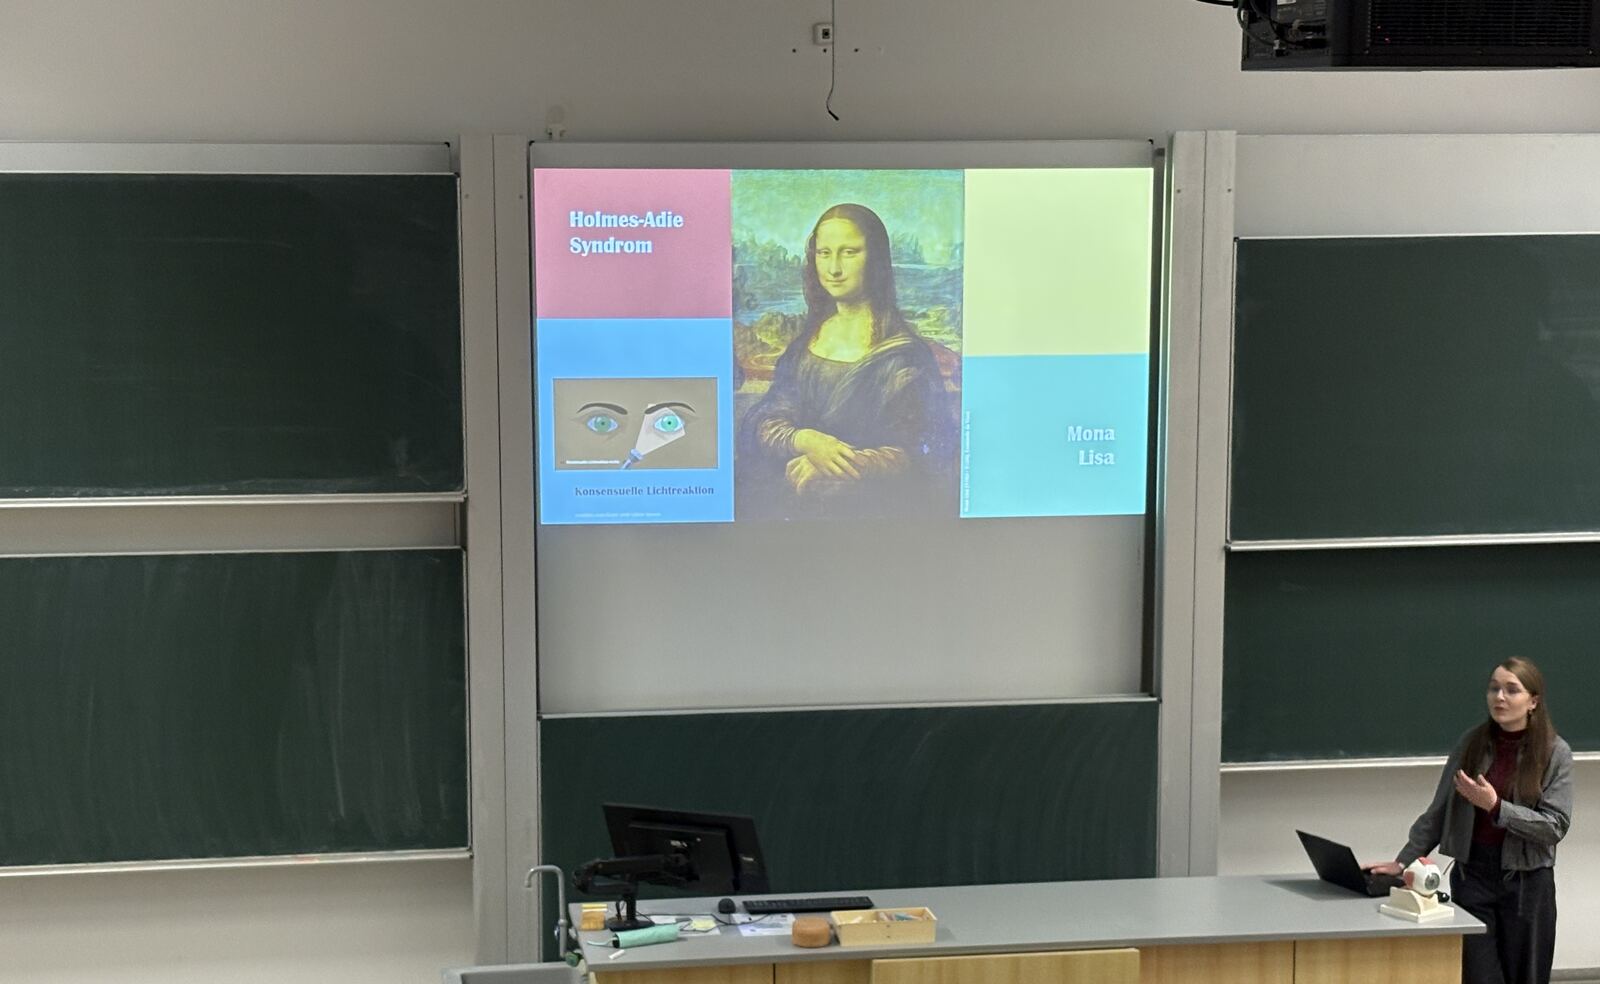 Holmes-Adie
Syndrom
Konsensuelle Lichtreaktion
Mona
Lisa